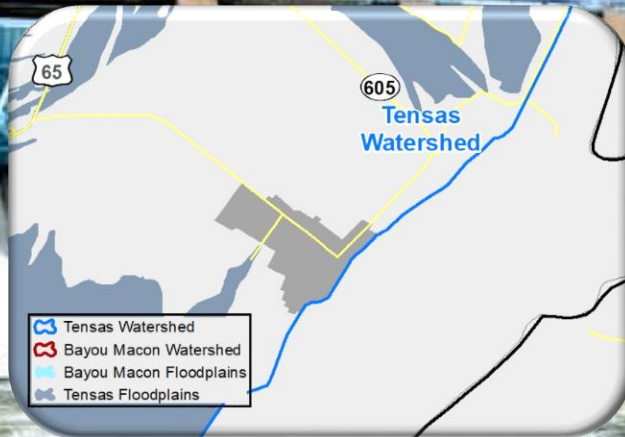 65
605
Tensas
Watershed
Tensas Watershed
Bayou Macon Watershed
Bayou Macon Floodplains
Tensas Floodplains